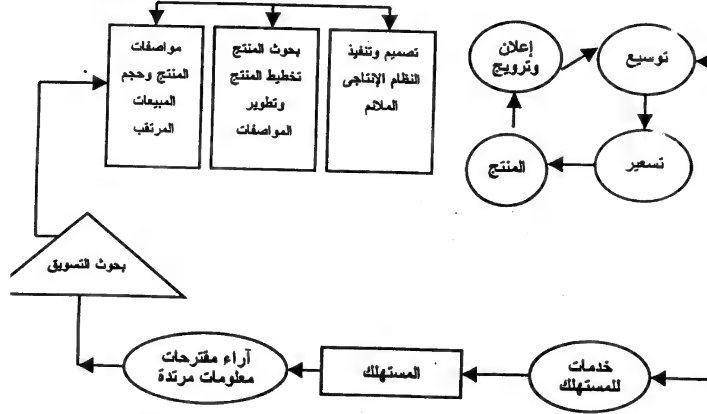 إعلان
وترويج
توسيع
تسعير
المنتج
تصميم وتنفيذ
النظام الإنتاجى
الملائم
بحوث المنتج
تخطيط المنتج
وتطوير
المواصفات
مواصفات
المنتج وحجم
المبيعات
المرتقب
بحوث التسويق
خدمات
للمستهلك
المستهلك
آراء مقترحات
معلومات مرتدة